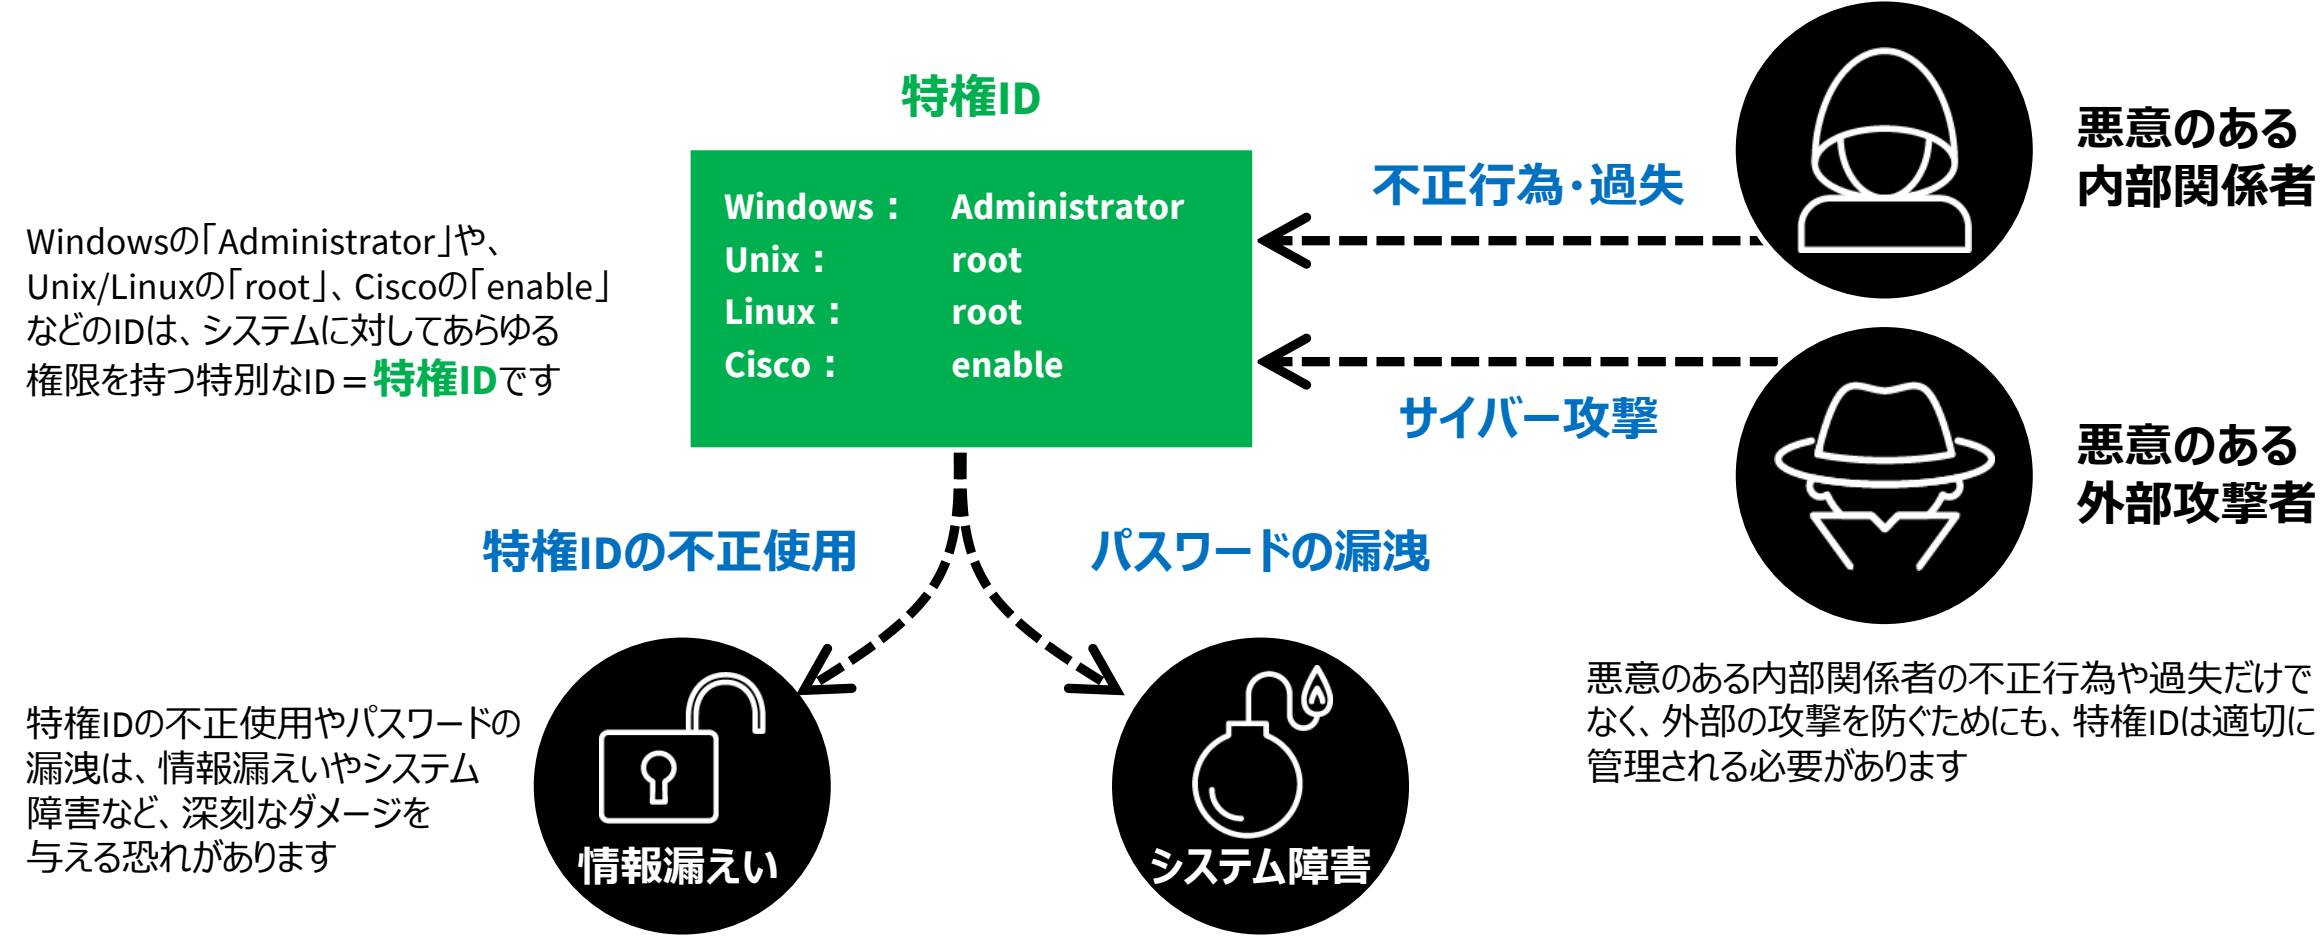 特権ID
Windows： Administrator
Unix： root
Linux： root
Cisco： enable
Windowsの｢Administrator｣や、
Unix/Linuxの｢root｣、Ciscoの｢enable｣
などのIDは、システムに対してあらゆる
権限を持つ特別なID＝特権IDです
不正行為･過失
悪意のある
内部関係者
サイバー攻撃
悪意のある
外部攻撃者
特権IDの不正使用
パスワードの漏洩
特権IDの不正使用やパスワードの
漏洩は、情報漏えいやシステム
障害など、深刻なダメージを
与える恐れがあります
情報漏えい
システム障害
悪意のある内部関係者の不正行為や過失だけで
なく、外部の攻撃を防ぐためにも、特権IDは適切に
管理される必要があります